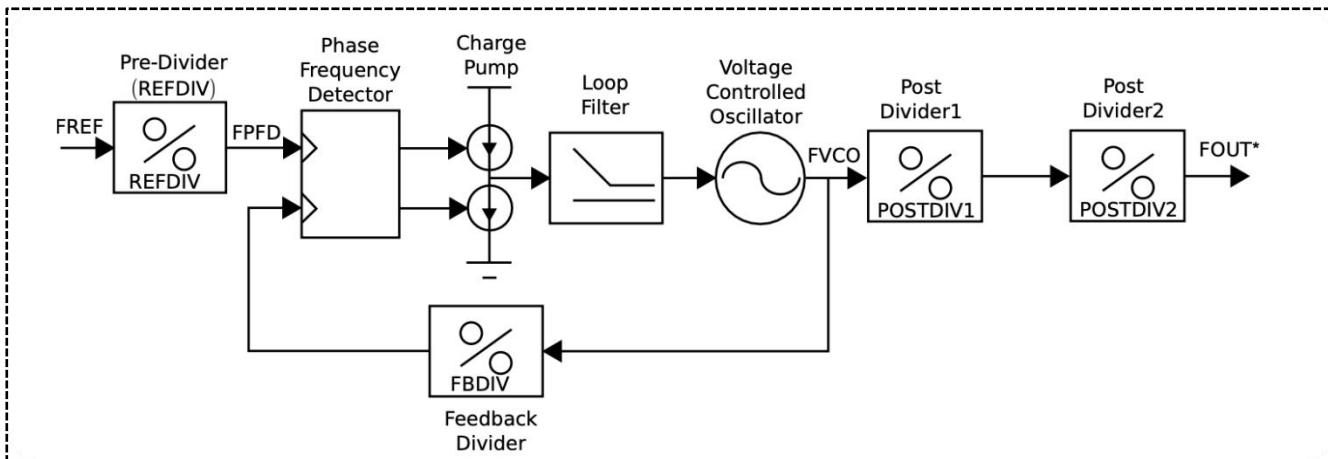 Pre-Divider
(REFDIV)
Phase
Frequency
Detector
Charge
Pump
Loop
Filter
Voltage
Controlled
Oscillator
Post
Divider1
Post
Divider2
FREF
REFDIV
FPFD
FVCO
POSTDIV1
POSTDIV2
FOUT*
FBDIV
Feedback
Divider